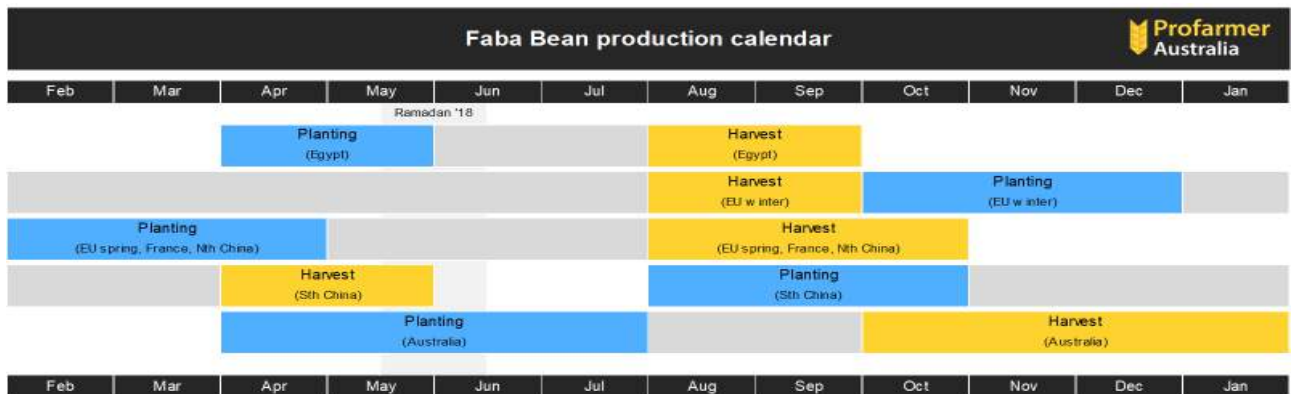 Faba Bean production calendar
Profarmer
Australia
Feb Mar Apr May Jun Jul Aug Sep Oct Nov Dec Jan
Ramadan '18
Planting Harvest
(Egypt) (Egypt)
Harvest Planting
(EU winter) (EU winter)
Planting Harvest
(EU spring, France, Nth China) (EU spring, France, Nth China)
Harvest Planting
(Sth China) (Sth China)
Planting Harvest
(Australia) (Australia)
Feb Mar Apr May Jun Jul Aug Sep Oct Nov Dec Jan